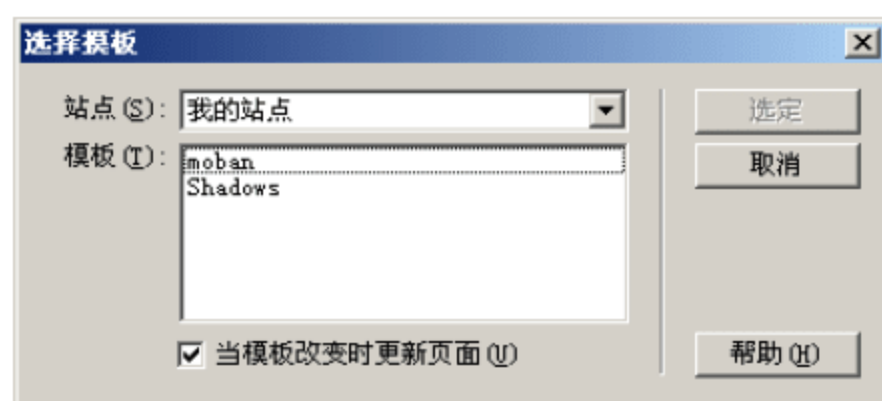 选择模板
站点(S): 我的站点 选定
模板(T): moban 取消
Shadows
当模板改变时更新页面(U) 帮助(H)